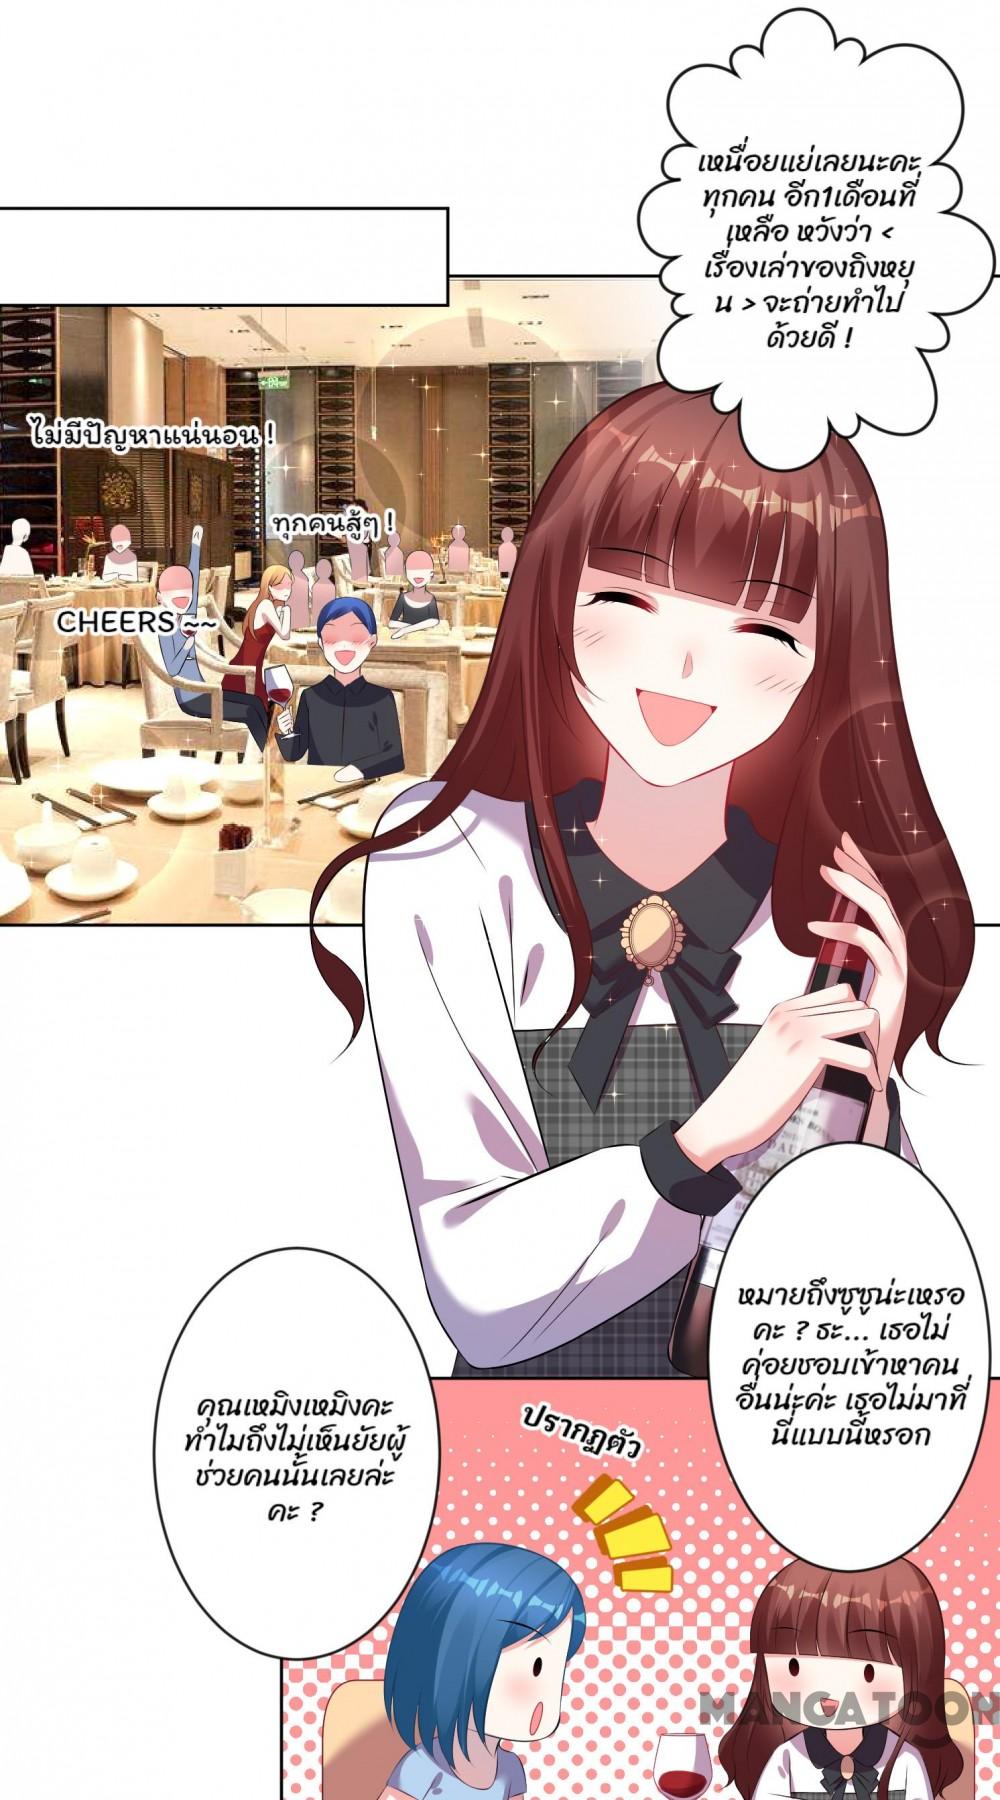 เหนื่อยแย่เลยนะคะ
ทุกคน อีก1เดือนที่
เหลือ หวังว่า <
เรื่องเล่าของถิงหยุ
น > จะถ่ายทำไป
ด้วยดี !
ไม่มีปัญหาแน่นอน !
ทุกคนสู้ๆ !
CHEERS ~~
หมายถึงซูซูน่ะเหรอ
คะ ? ธะ... เธอไม่
ค่อยชอบเข้าหาคน
อื่นน่ะค่ะ เธอไม่มาที่
นี่แบบนี้หรอก
คุณเหมิงเหมิงคะ
ทำไมถึงไม่เห็นยัยผู้
ช่วยคนนั้นเลยล่ะ
คะ ?
ปรากฏตัว
MANGATOON